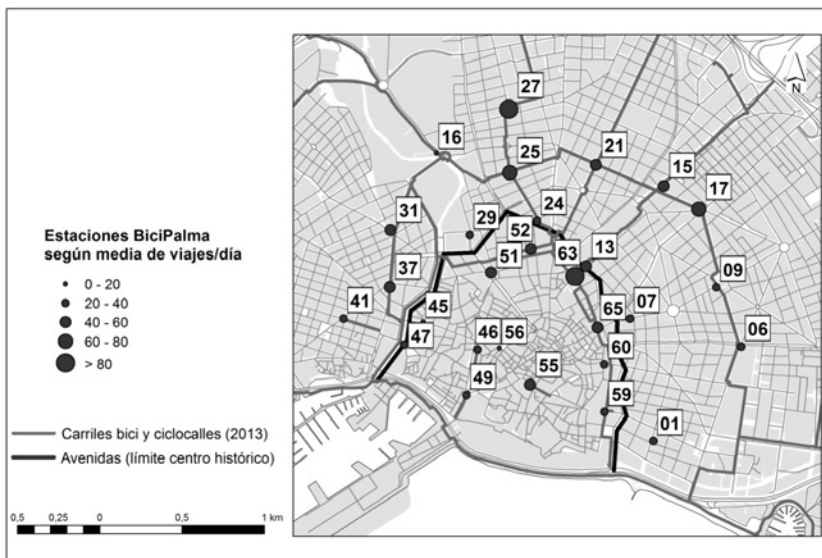 27
N
16
25
21
15
17
31
29
24
52
51
63
13
37
09
41
45
65
07
47
46
56
60
06
55
49
59
01
Estaciones BiciPalma
según media de viajes/día
0 - 20
20 - 40
40 - 60
60 - 80
> 80
Carriles bici y ciclocalles (2013)
Avenidas (límite centro histórico)
0,5 0,25 0 0,5 1 km